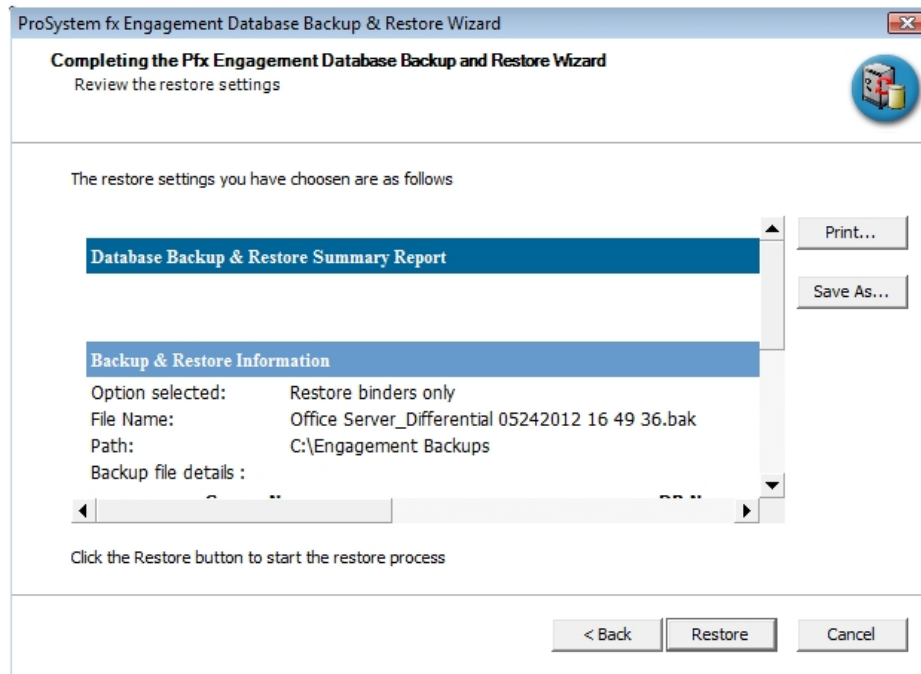 ProSystem fx Engagement Database Backup & Restore Wizard
Completing the Pfx Engagement Database Backup and Restore Wizard
Review the restore settings
The restore settings you have choosen are as follows
Print...
Database Backup & Restore Summary Report
Save As...
Backup & Restore Information
Option selected: Restore binders only
File Name: Office Server_Differential 05242012 16 49 36.bak
Path: C:\Engagement Backups
Backup file details :
Click the Restore button to start the restore process
< Back Restore Cancel